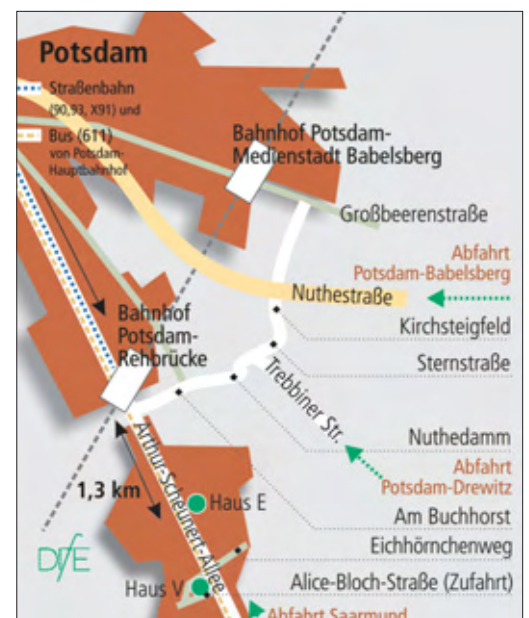 Potsdam
Straßenbahn
(90,93, X91) und
Bus (611)
von Potsdam-
Hauptbahnhof
Bahnhof Potsdam-
Medienstadt Babelsberg
Großbeerenstraße
Abfahrt
Potsdam-Babelsberg
Nuthestraße
Kirchsteigfeld
Bahnhof
Potsdam-
Rehbrücke
Sternstraße
Trebbiner Str.
Nuthedamm
Abfahrt
Potsdam-Drewitz
Arthur-Scheunert-Allee
1,3 km
Haus E
Am Buchhorst
Eichhörnchenweg
DIfE
Haus V
Alice-Bloch-Straße (Zufahrt)
Abfahrt Saarmund